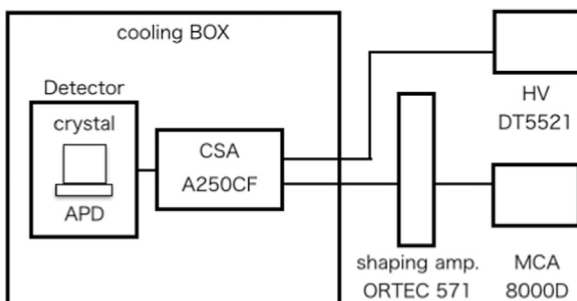 cooling BOX
Detector
crystal
APD
CSA
A250CF
HV
DT5521
shaping amp.
ORTEC 571
MCA
8000D